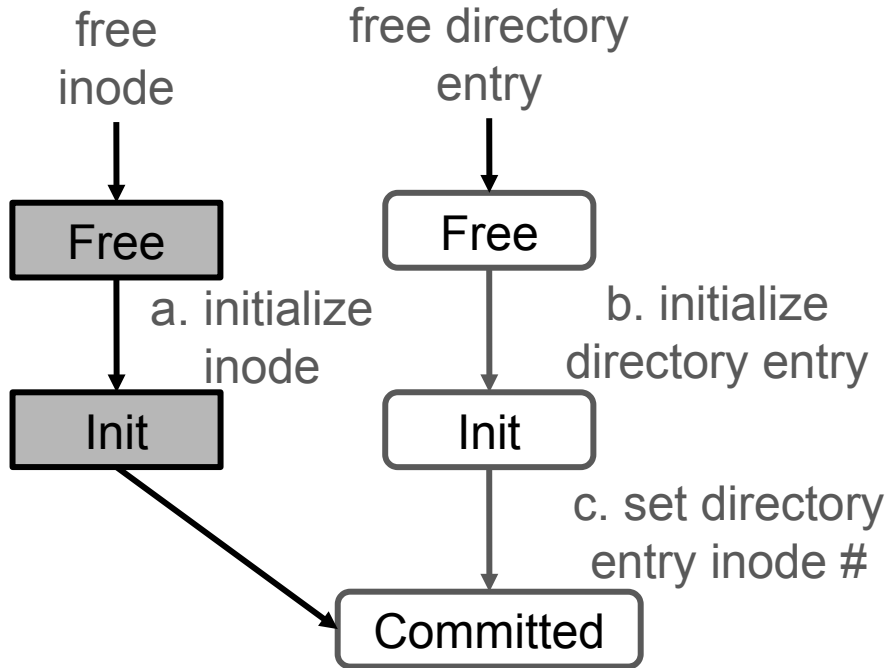 free
inode
free directory
entry
Free
Free
a. initialize
inode
b. initialize
directory entry
Init
Init
c. set directory
entry inode #
Committed